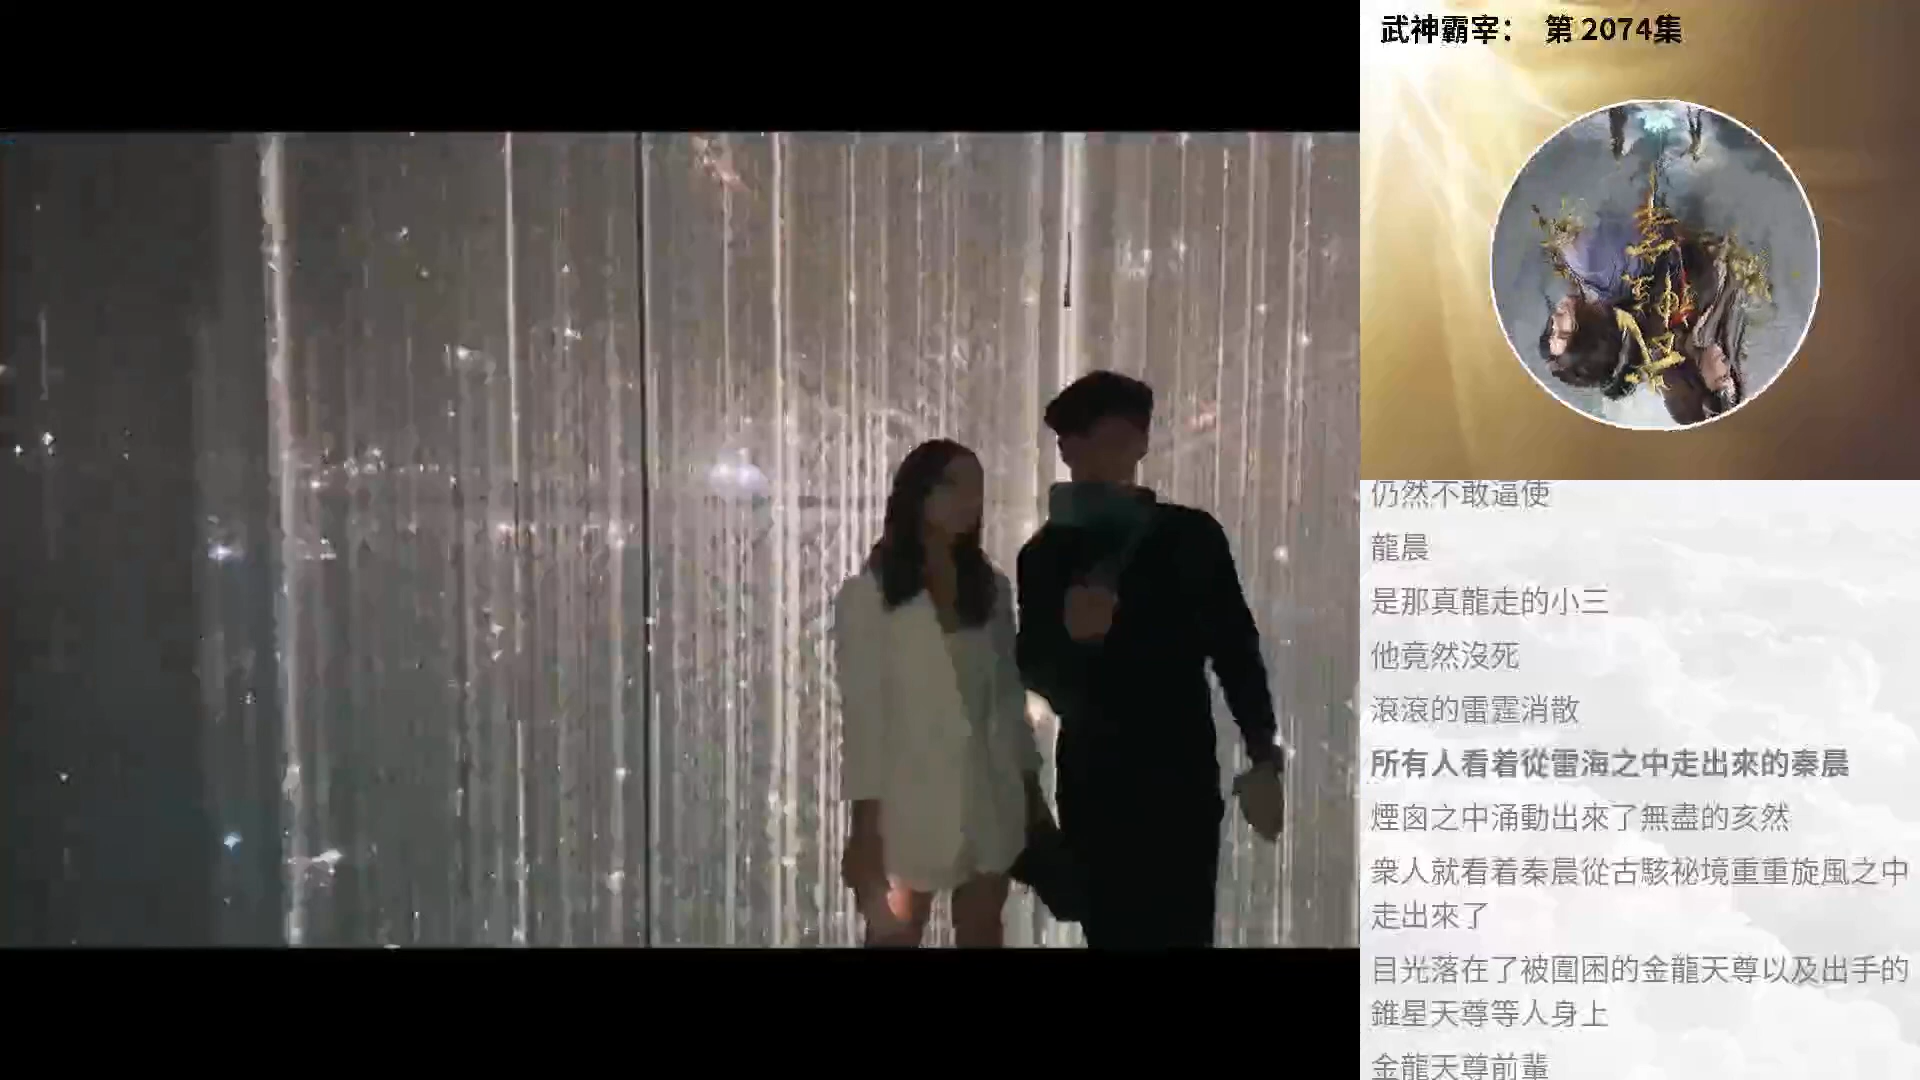 武神霸宰： 第 2074集
仍然不敢逼使
龍晨
是那真龍走的小三
他竟然沒死
滾滾的雷霆消散
所有人看着從雷海之中走出來的秦晨
煙囪之中涌動出來了無盡的亥然
衆人就看着秦晨從古駭祕境重重旋風之中
走出來了
目光落在了被圍困的金龍天尊以及出手的
錐星天尊等人身上
金龍天尊前輩